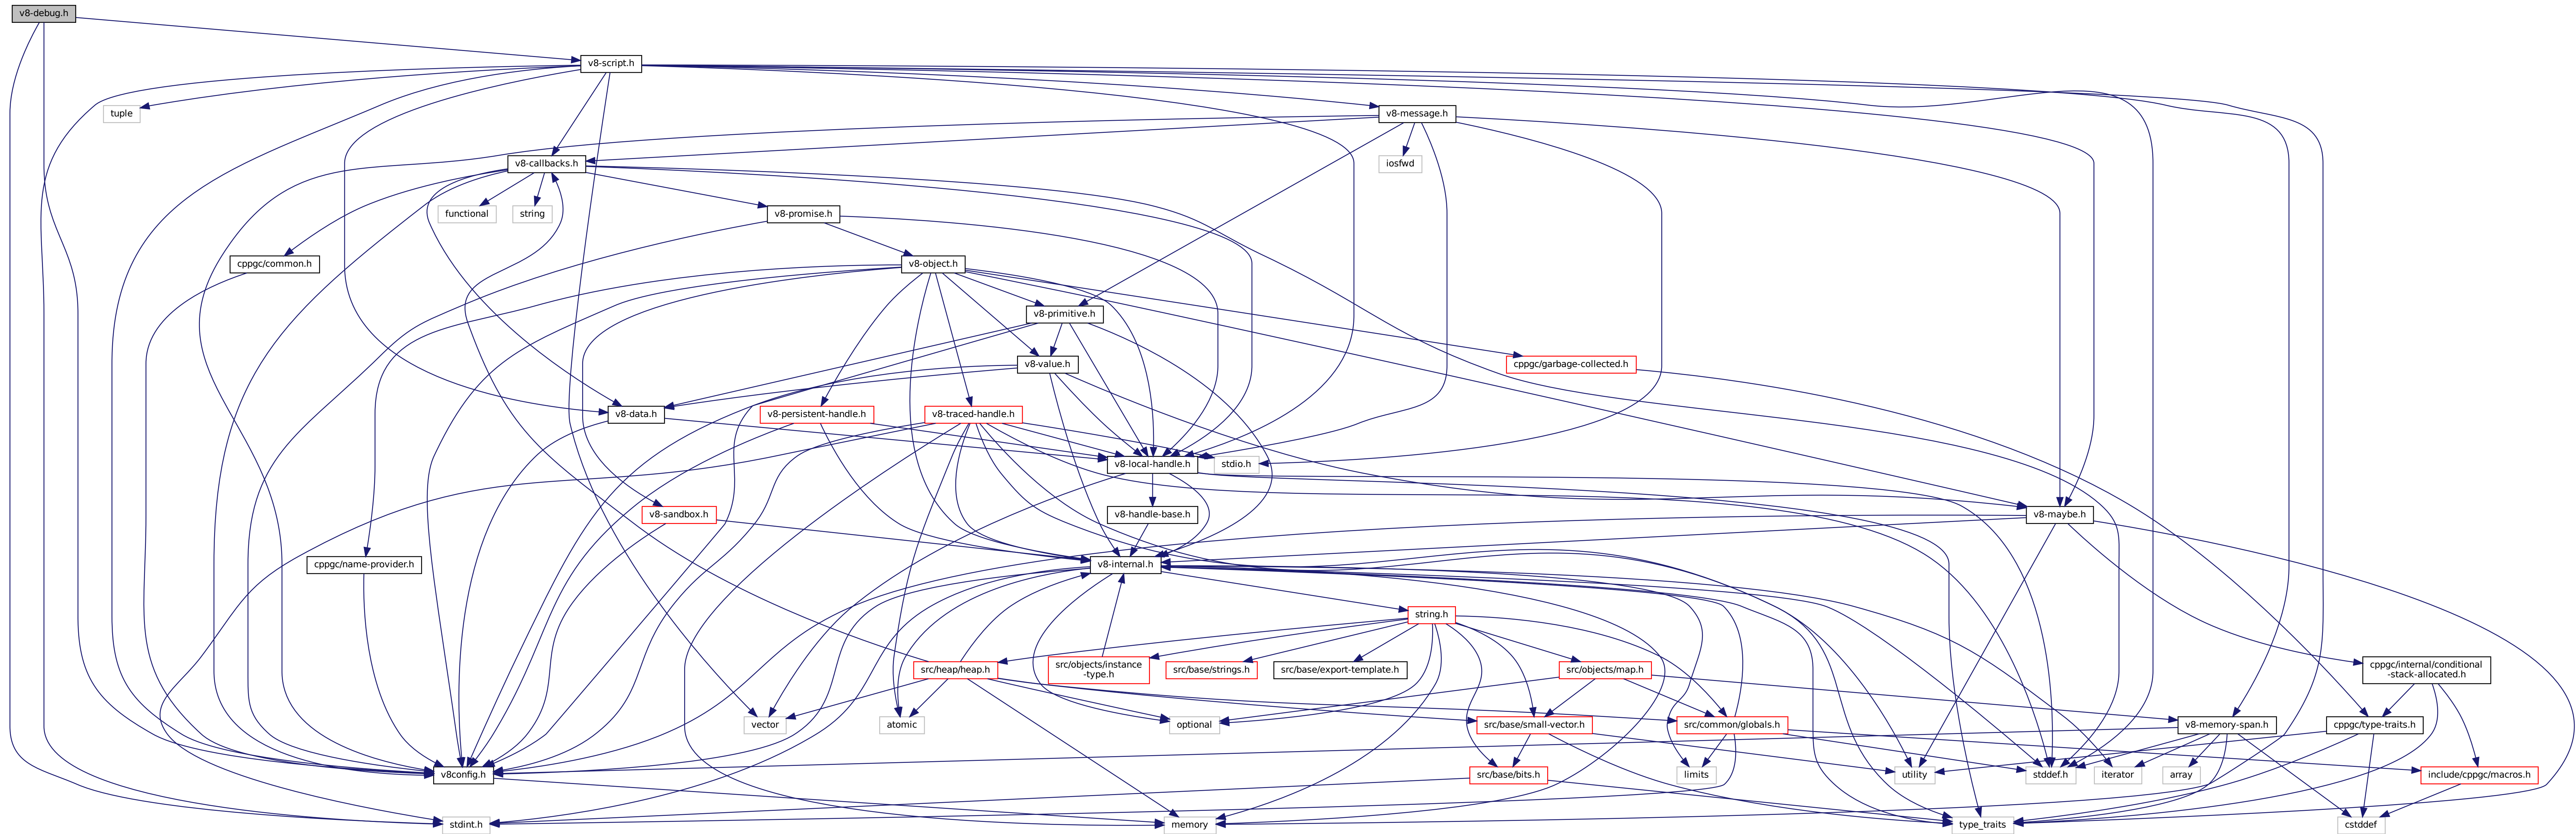 v8-debug.h
v8-script.h
tuple
v8-message.h
v8-callbacks.h
iosfwd
functional
string
v8-promise.h
cppgc/common.h
v8-object.h
v8-primitive.h
v8-value.h
cppgc/garbage-collected.h
v8-data.h
v8-persistent-handle.h
v8-traced-handle.h
v8-local-handle.h
stdio.h
v8-sandbox.h
v8-handle-base.h
v8-maybe.h
cppgc/name-provider.h
v8-internal.h
string.h
src/heap/heap.h
src/objects/instance
-type.h
src/base/strings.h
src/base/export-template.h
src/objects/map.h
cppgc/internal/conditional
-stack-allocated.h
vector
atomic
optional
src/base/small-vector.h
src/common/globals.h
v8-memory-span.h
cppgc/type-traits.h
v8config.h
src/base/bits.h
limits
utility
stddef.h
iterator
array
include/cppgc/macros.h
stdint.h
memory
type_traits
cstddef